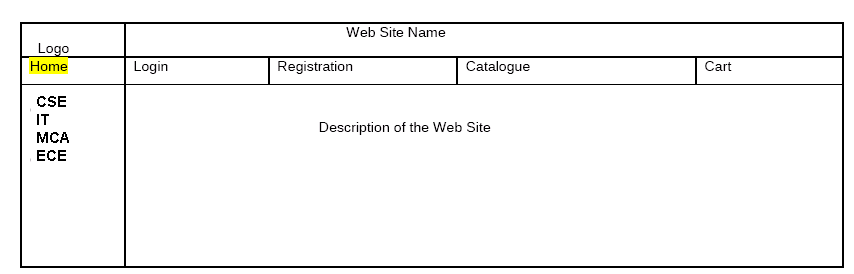 Web Site Name
Logo
Home Login Registration Catalogue Cart
CSE
IT
MCA
ECE
Description of the Web Site